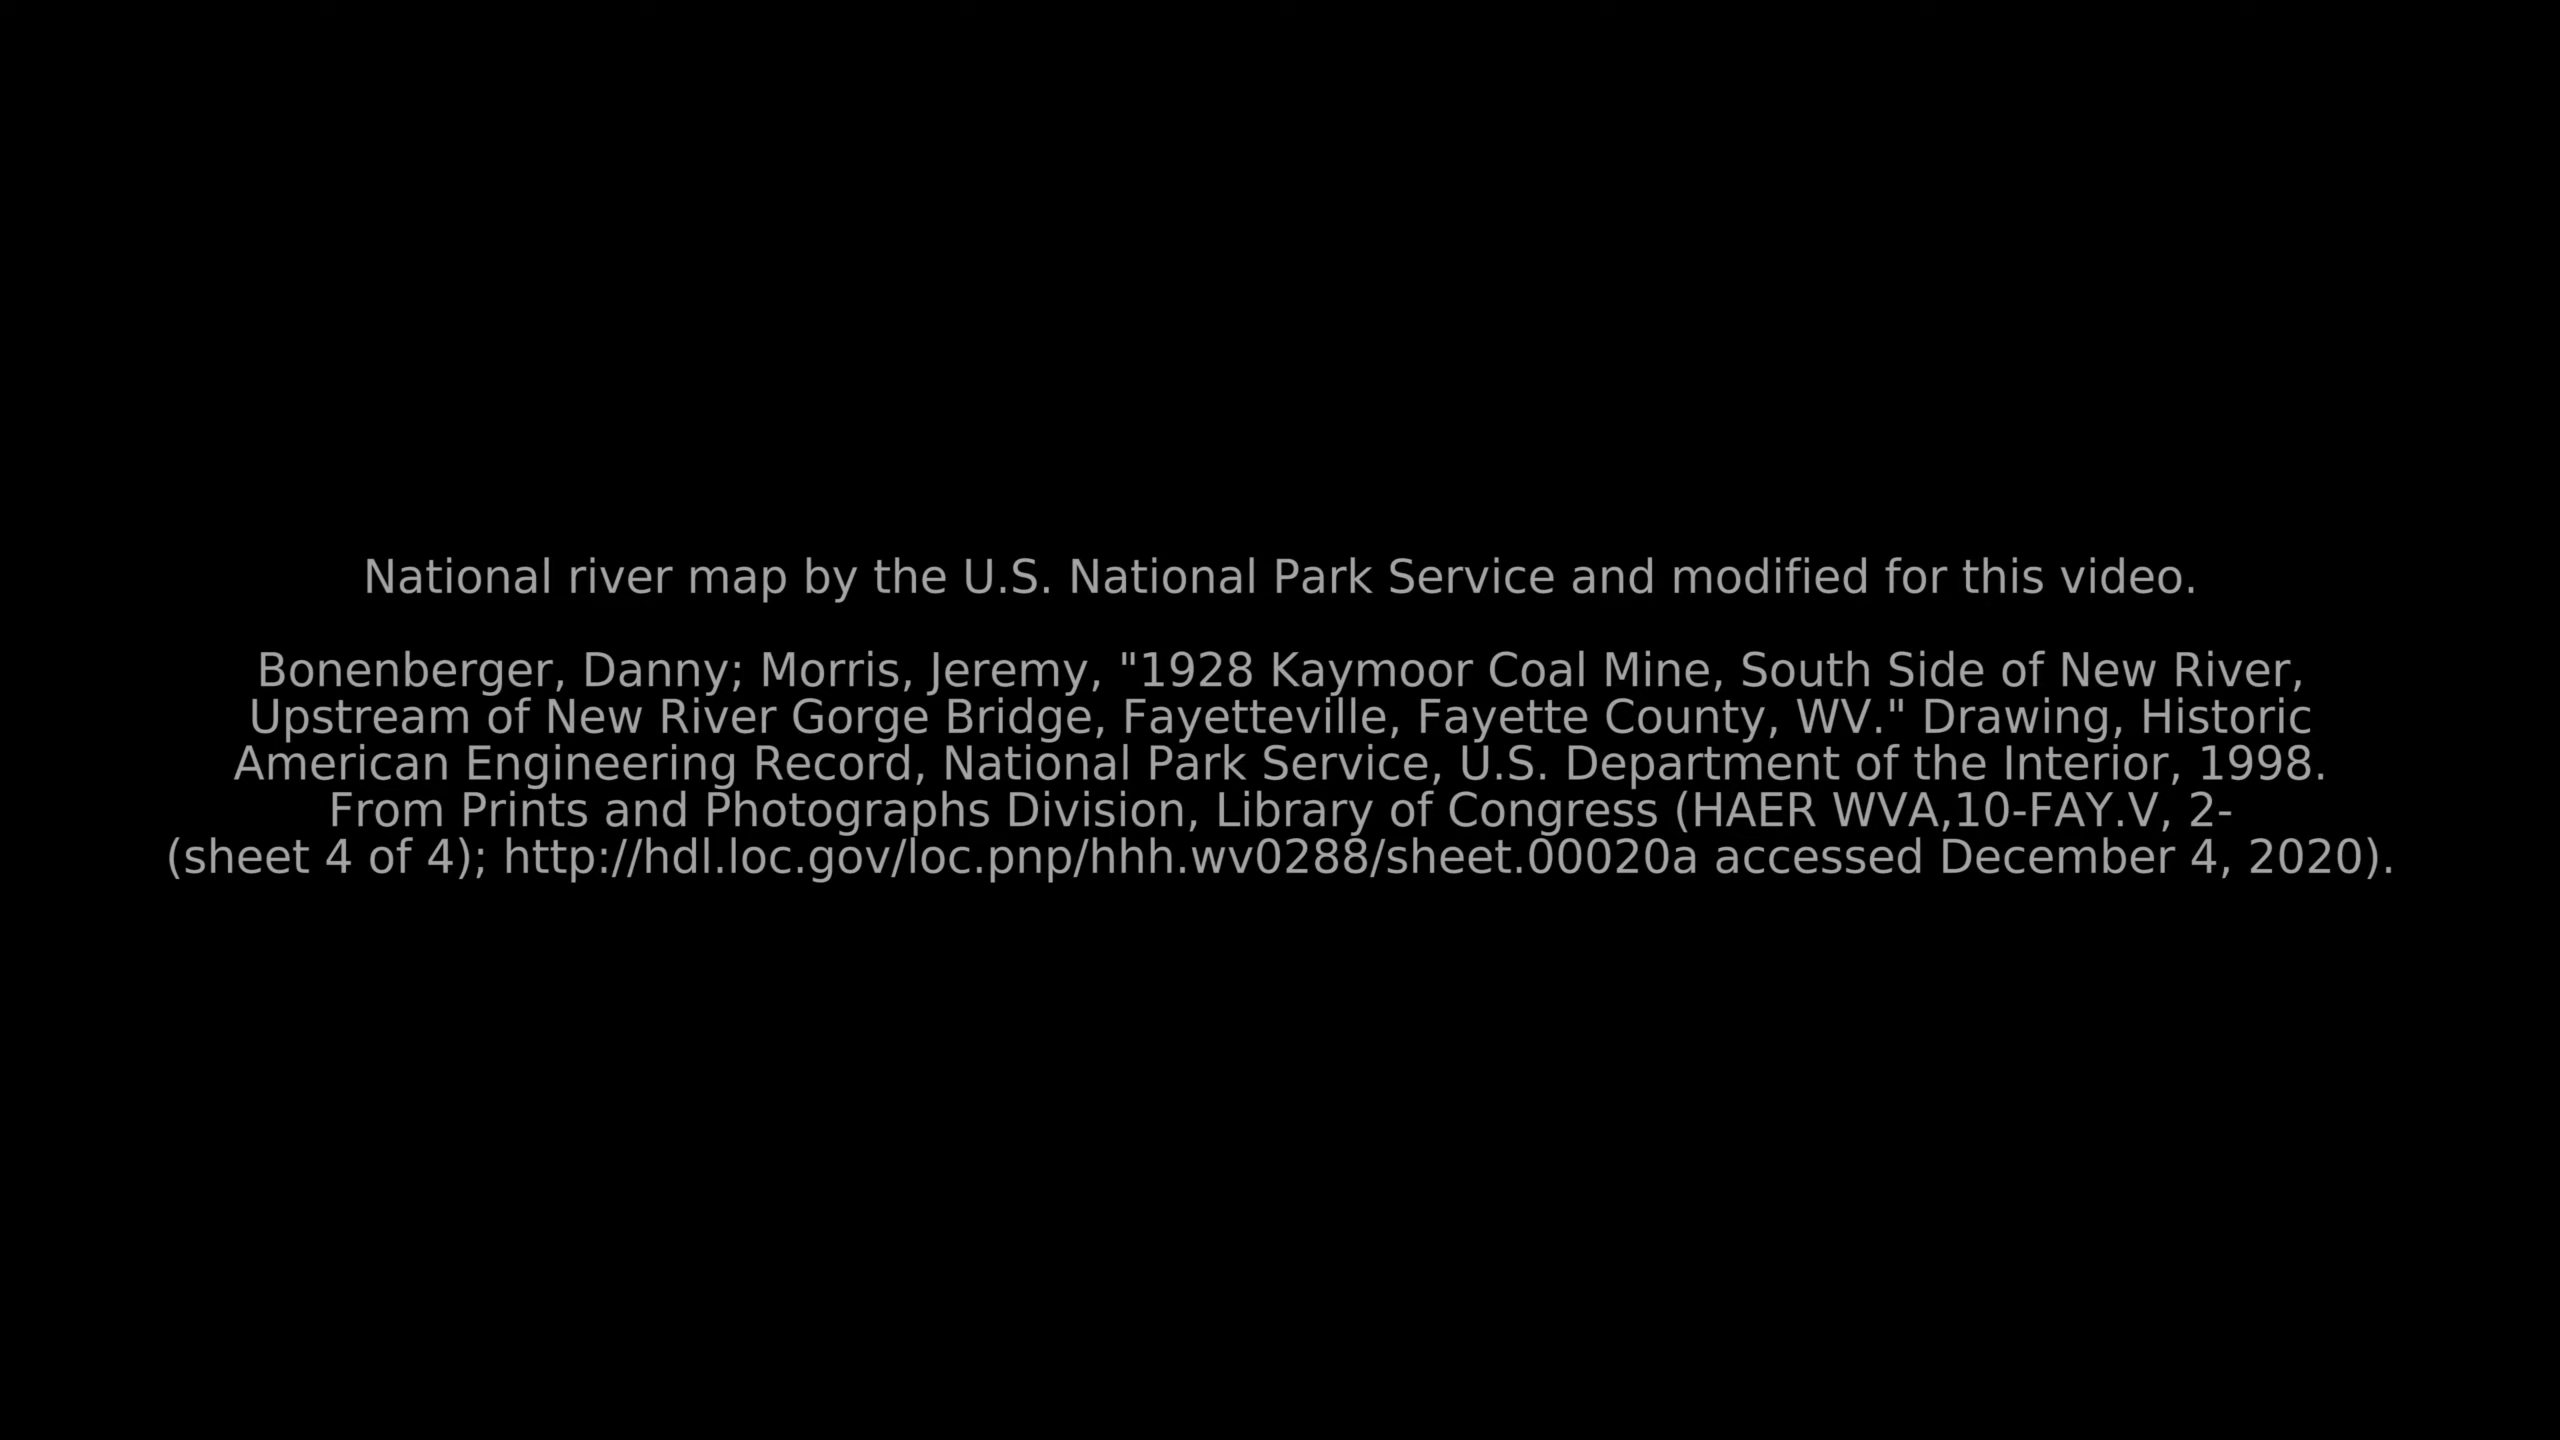 National river map by the U.S. National Park Service and modified for this video.
Bonenberger, Danny; Morris, Jeremy, "1928 Kaymoor Coal Mine, South Side of New River,
Upstream of New River Gorge Bridge, Fayetteville, Fayette County, WV." Drawing, Historic
American Engineering Record, National Park Service, U.S. Department of the Interior, 1998.
From Prints and Photographs Division, Library of Congress (HAER WVA,10-FAY.V, 2-
(sheet 4 of 4); http://hdl.loc.gov/loc.pnp/hhh.wv0288/sheet.00020a accessed December 4, 2020).